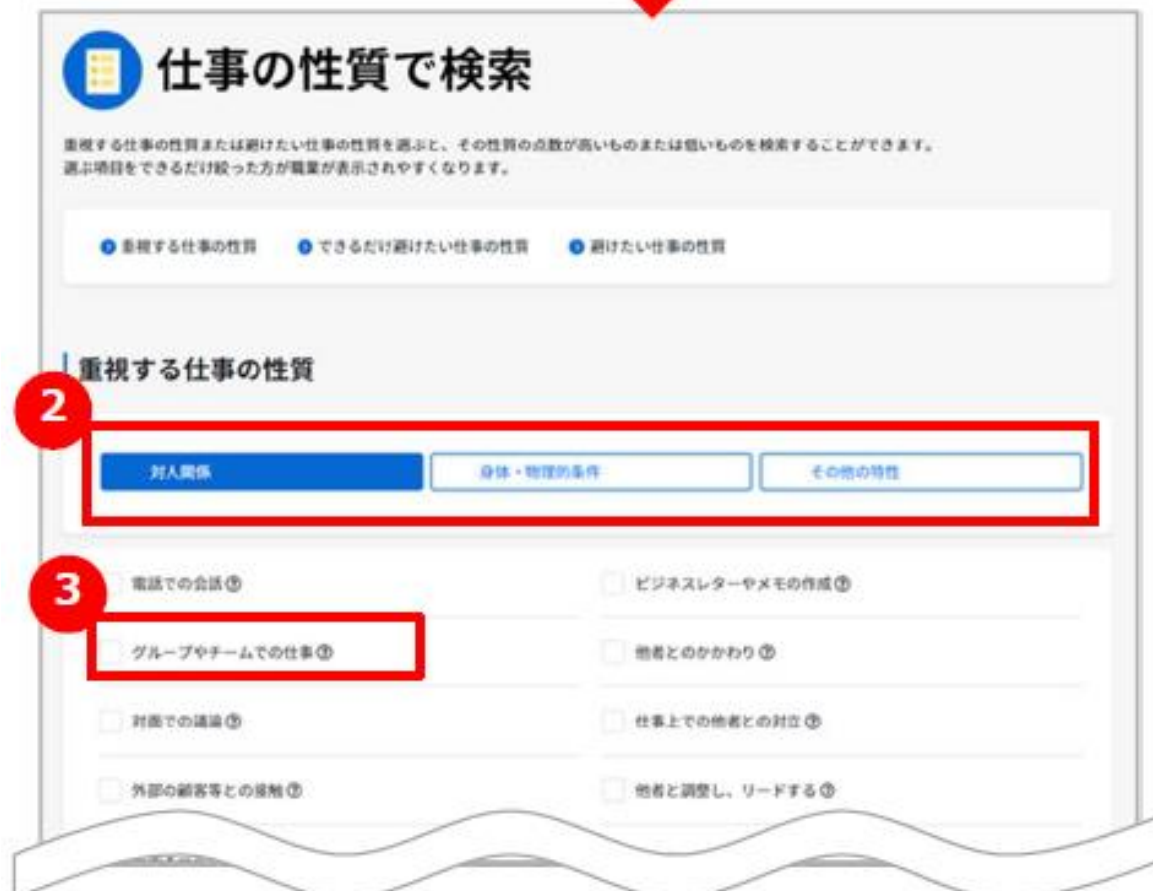 仕事の性質で検索
重視する仕事の性質または避けたい仕事の性質を選ぶと、その性質の点数が高いものまたは低いものを検索することができます。
選ぶ項目をできるだけ絞った方が職業が表示されやすくなります。
重視する仕事の性質 できるだけ避けたい仕事の性質 避けたい仕事の性質
重視する仕事の性質
2
対人関係 身体・物理的条件 その他の特性
3
電話での会話 ビジネスレターやメモの作成
グループやチームでの仕事 他者とのかかわり
対面での議論 仕事上での他者との対立
外部の顧客等との接触 他者と調整し、リードする